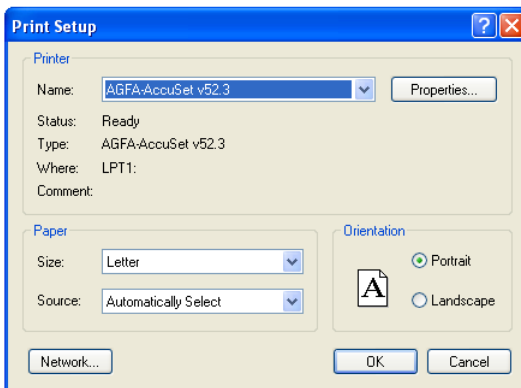 Print Setup
Printer
Name: AGFA-AccuSet v52.3 Properties...
Status: Ready
Type: AGFA-AccuSet v52.3
Where: LPT1:
Comment:
Paper Orientation
Size: Letter Portrait
A
Source: Automatically Select Landscape
Network... OK Cancel